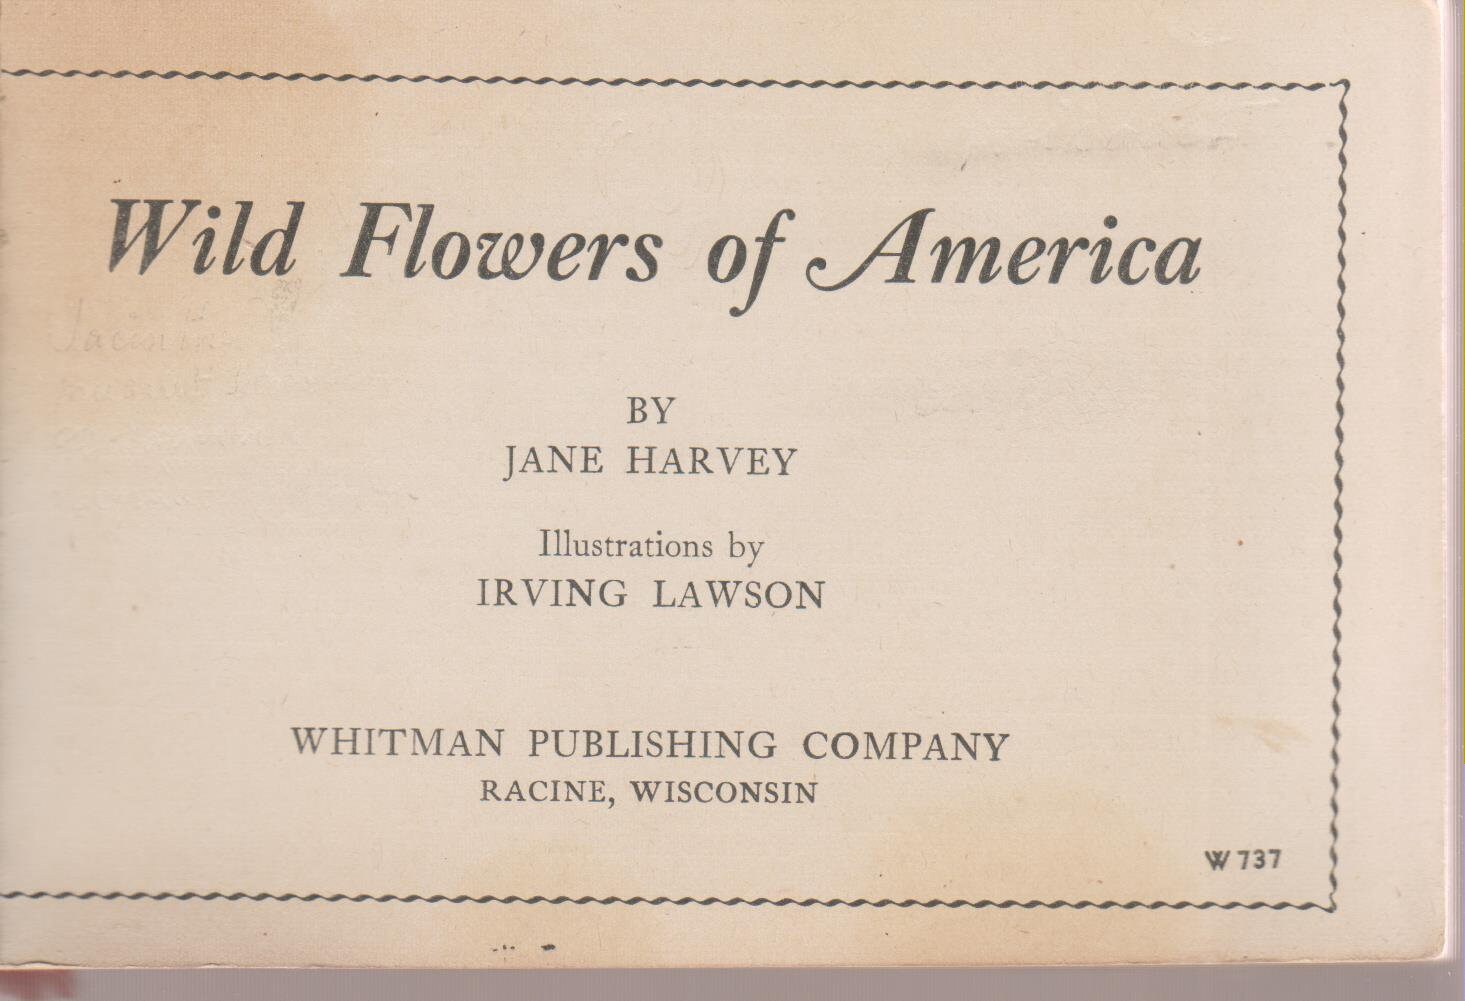 Wild Flowers of America
BY
JANE HARVEY
Illustrations by
IRVING LAWSON
WHITMAN PUBLISHING COMPANY
RACINE, WISCONSIN
W 737